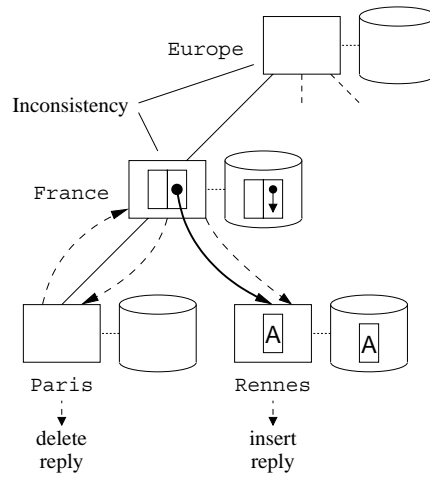 Europe
Inconsistency
France
A
A
Paris
Rennes
delete
reply
insert
reply